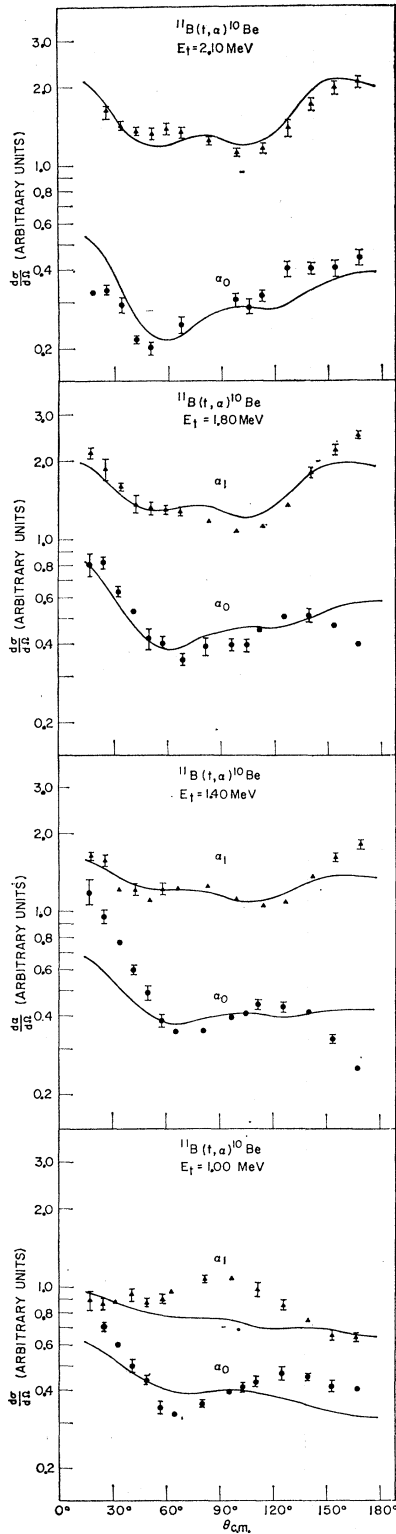 ¹¹B(t,α)¹⁰Be
Eₜ=2.10 MeV
3.0
2.0
1.0
0.8
0.6
0.4
0.2
dσ/dΩ (ARBITRARY UNITS)
α₀
¹¹B(t,α)¹⁰Be
Eₜ=1.80 MeV
3.0
2.0
1.0
0.8
0.6
0.4
0.2
dσ/dΩ (ARBITRARY UNITS)
α₁
α₀
¹¹B(t,α)¹⁰Be
Eₜ=1.40 MeV
3.0
2.0
1.0
0.8
0.6
0.4
0.2
dα/dΩ (ARBITRARY UNITS)
α₁
α₀
¹¹B(t,α)¹⁰Be
Eₜ=1.00 MeV
3.0
2.0
1.0
0.8
0.6
0.4
0.2
dσ/dΩ (ARBITRARY UNITS)
α₁
α₀
0° 30° 60° 90° 120° 150° 180°
θc.m.